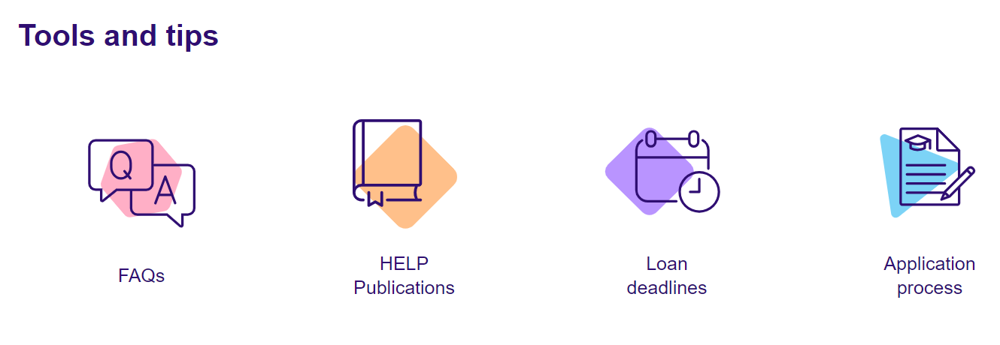 Tools and tips
Q
A
FAQs
HELP
Publications
Loan
deadlines
Application
process